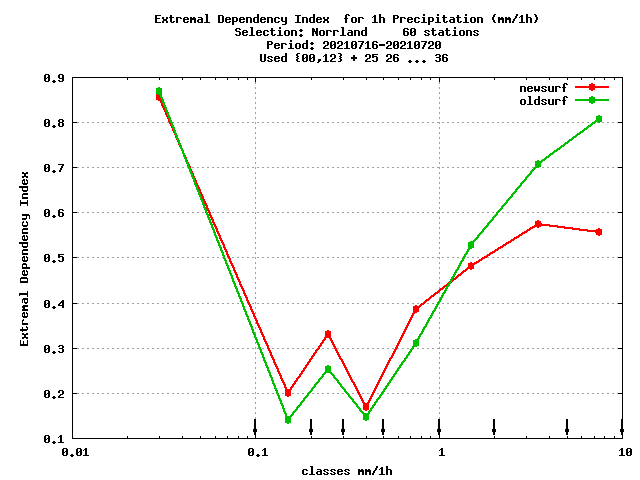 Extremal Dependency Index  for 1h Precipitation (mm/1h)
Selection: Norrland     60 stations
Period: 20210716-20210720
Used {00,12} + 25 26 ... 36
newsurf
oldsurf
0.9
0.8
0.7
0.6
0.5
0.4
0.3
0.2
0.1
Extremal Dependency Index
0.01 0.1 1 10
classes mm/1h